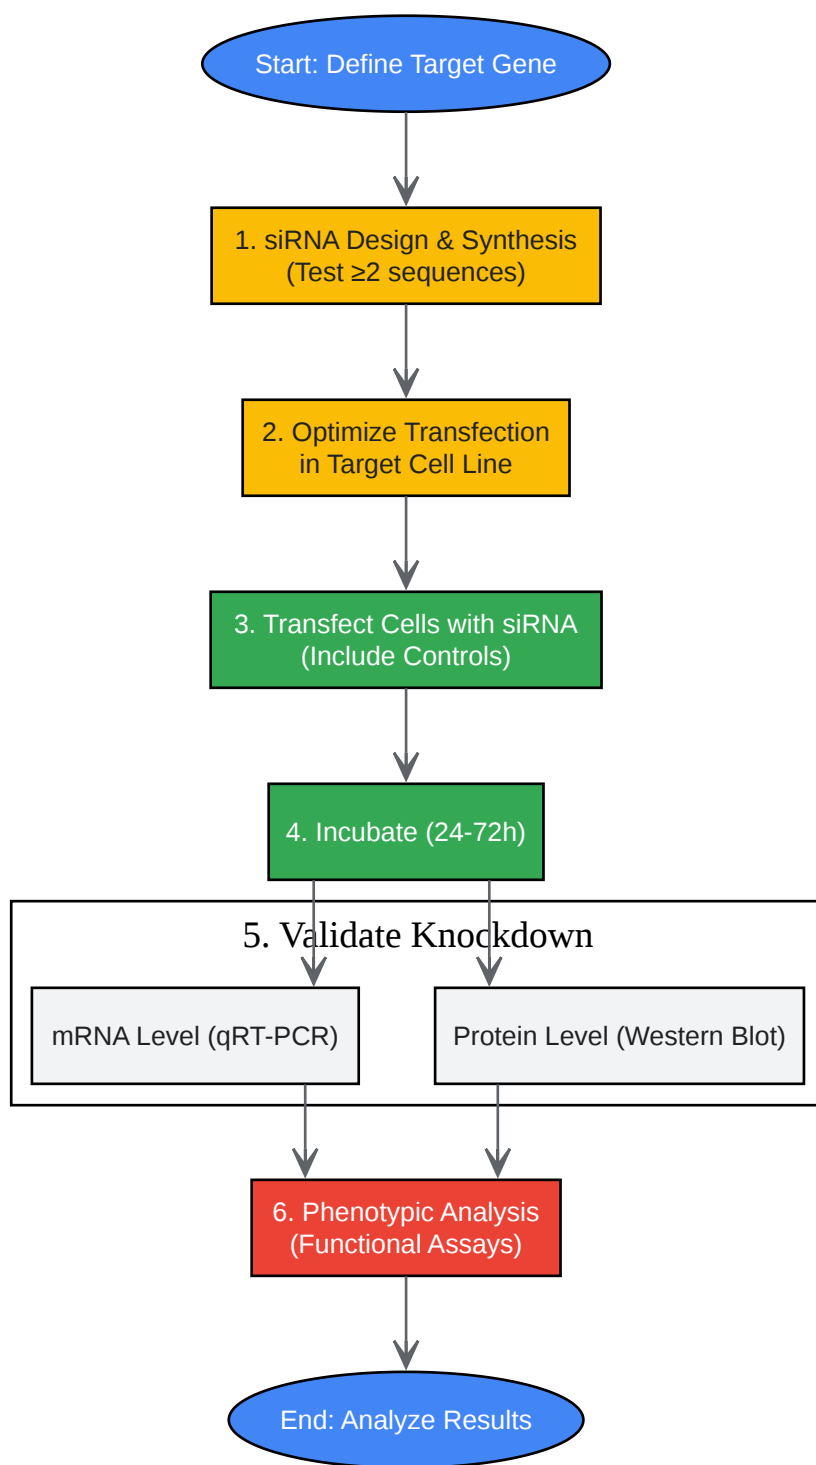 Start: Define Target Gene
1. siRNA Design & Synthesis
(Test ≥2 sequences)
2. Optimize Transfection
in Target Cell Line
3. Transfect Cells with siRNA
(Include Controls)
4. Incubate (24-72h)
5. Validate Knockdown
mRNA Level (qRT-PCR)
Protein Level (Western Blot)
6. Phenotypic Analysis
(Functional Assays)
End: Analyze Results